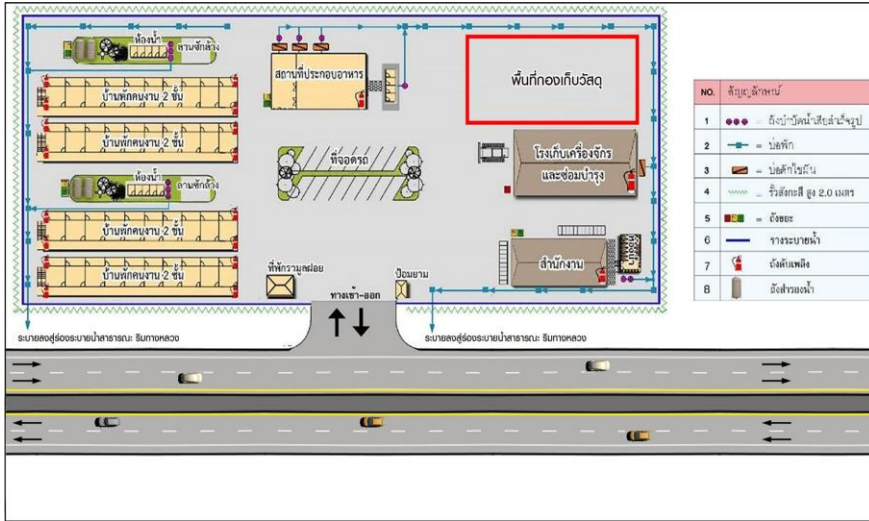 ห้องน้ำ
ลานซักล้าง
บ้านพักคนงาน 2 ชั้น
บ้านพักคนงาน 2 ชั้น
ห้องน้ำ
ลานซักล้าง
บ้านพักคนงาน 2 ชั้น
บ้านพักคนงาน 2 ชั้น
สถานที่ประกอบอาหาร
พื้นที่กองเก็บวัสดุ
ที่จอดรถ
โรงเก็บเครื่องจักร
และซ่อมบำรุง
สำนักงาน
ห้องน้ำ
ที่พักรวมมูลฝอย
ป้อมยาม
ทางเข้า-ออก
ระบายลงสู่ร่องระบายน้ำสาธารณะ ริมทางหลวง
ระบายลงสู่ร่องระบายน้ำสาธารณะ ริมทางหลวง
NO. สัญญลักษณ์
1 = ถังบำบัดน้ำเสียสำเร็จรูป
2 = บ่อพัก
3 = บ่อดักไขมัน
4 = รั้วสังกะสี สูง 2.0 เมตร
5 = ถังขยะ
6 รางระบายน้ำ
7 ถังดับเพลิง
8 ถังสำรองน้ำ